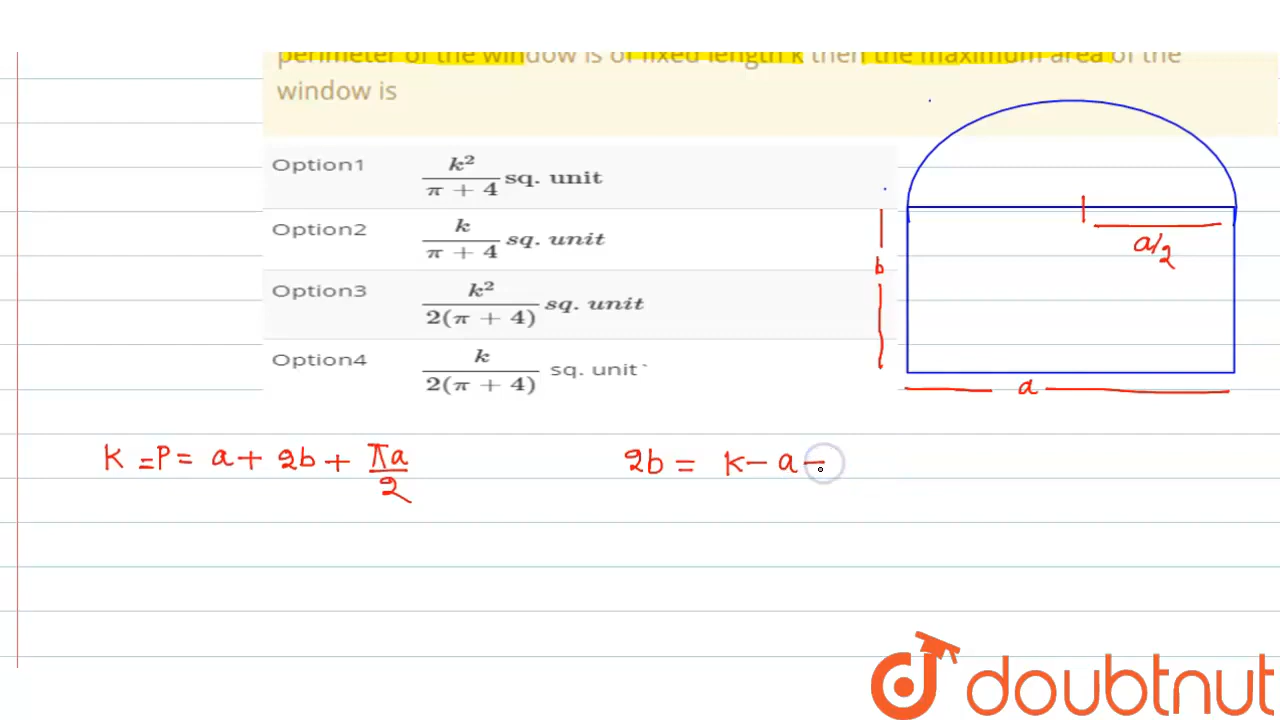 perimeter of the window is of fixed length k then the maximum area of the
window is
Option1 k²/(π + 4) sq. unit
Option2 k/(π + 4) sq. unit
Option3 k²/(2(π + 4)) sq. unit
Option4 k/(2(π + 4)) sq. unit`
a/2
b
a
K = P = a + 2b + πa/2
2b = K - a -
doubtnut